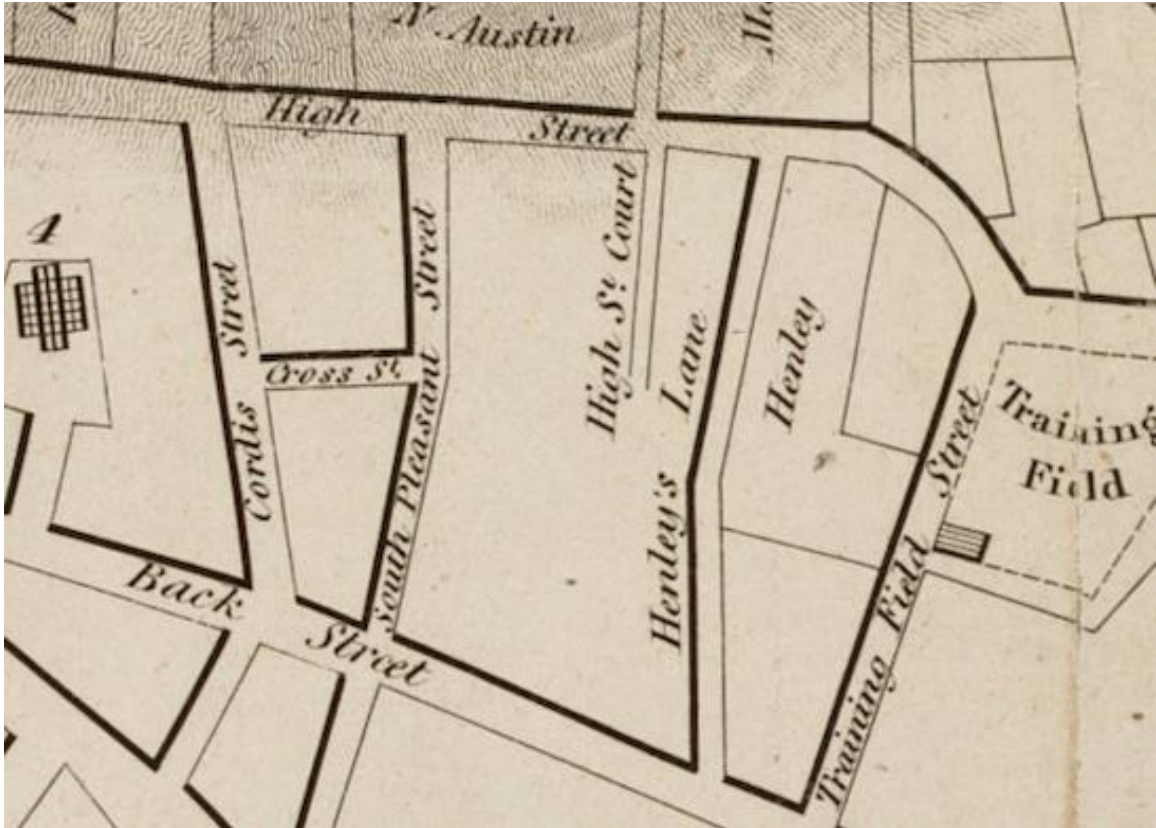 N. Austin
High Street
4
Cordis Street
Cross St.
South Pleasant Street
High St. Court
Henley's Lane
Henley
Training Field Street
Training
Field
Back Street